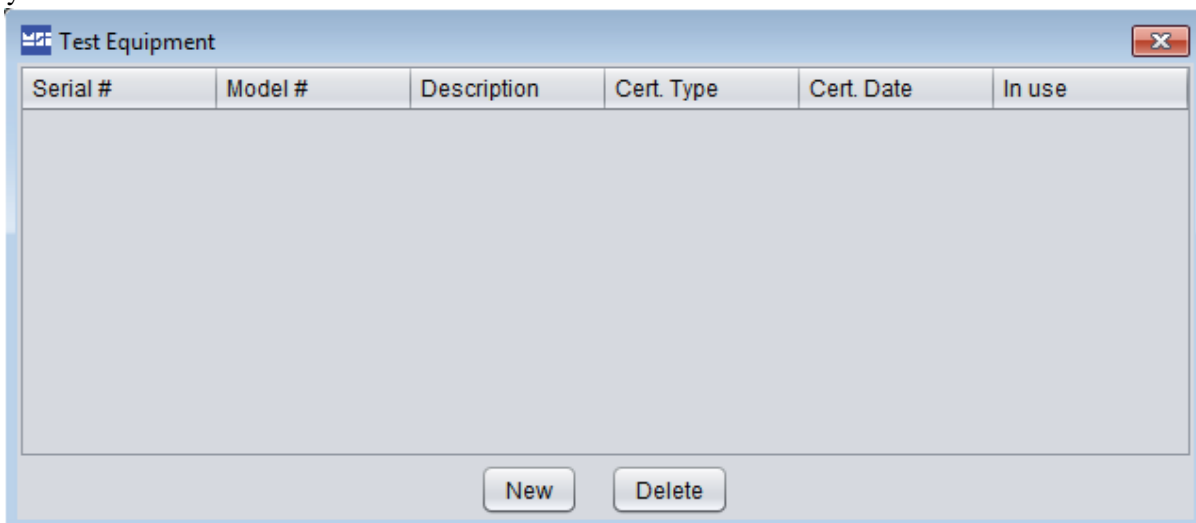 Test Equipment
Serial # Model # Description Cert. Type Cert. Date In use
New Delete